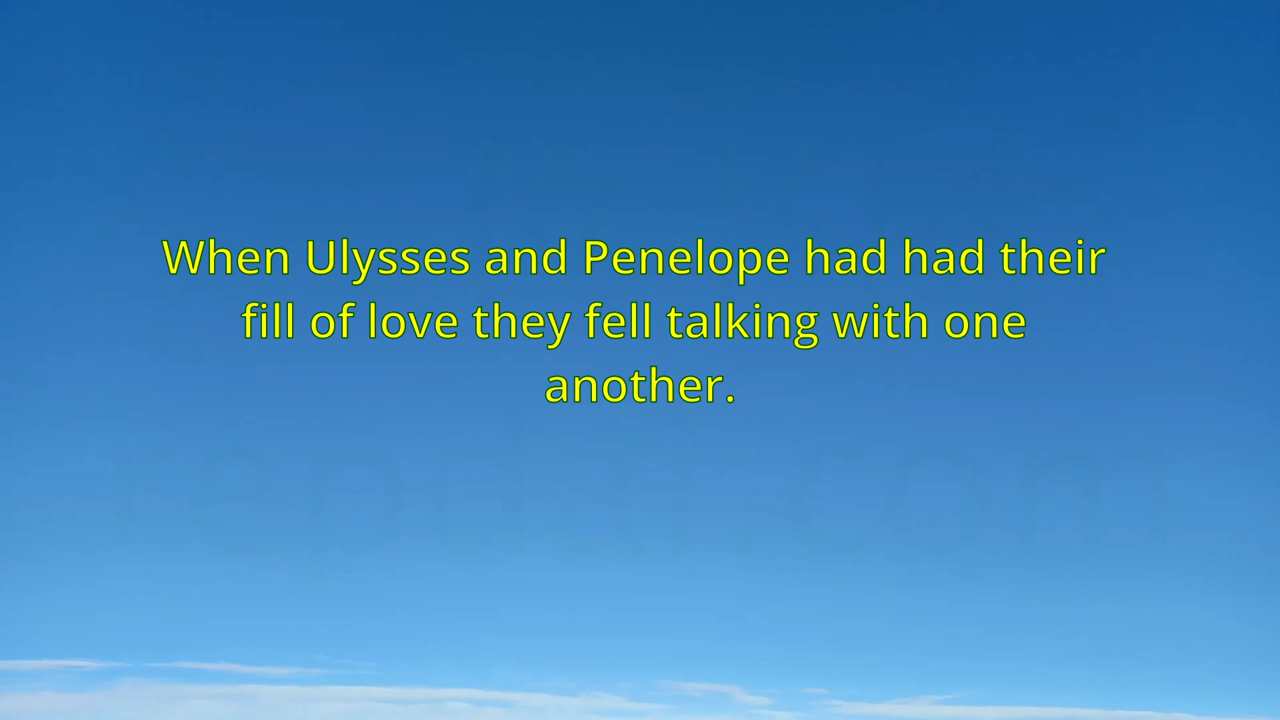 When Ulysses and Penelope had had their
fill of love they fell talking with one
another.